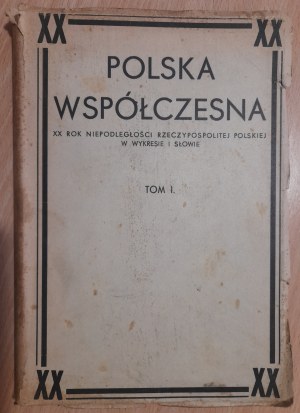 XX XX
POLSKA
WSPÓŁCZESNA
XX ROK NIEPODLEGŁOŚCI RZECZYPOSPOLITEJ POLSKIEJ
W WYKRESIE I SŁOWIE
TOM I.
XX XX